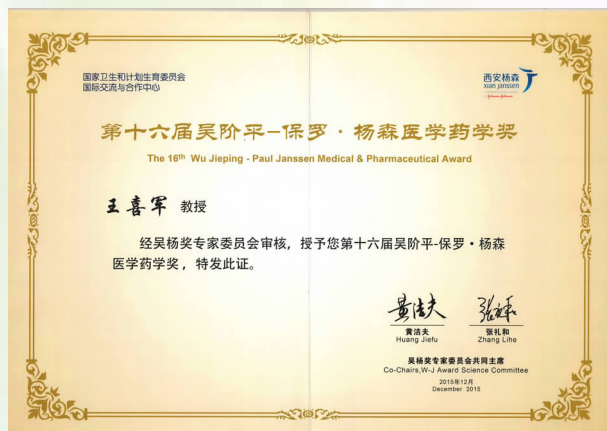 国家卫生和计划生育委员会
国际交流与合作中心
西安杨森
xian janssen
第十六届吴阶平-保罗·杨森医学药学奖
The 16th Wu Jieping - Paul Janssen Medical & Pharmaceutical Award
王喜军 教授
经吴杨奖专家委员会审核,授予您第十六届吴阶平-保罗·杨森
医学药学奖,特发此证。
黄洁夫 张礼和
黄洁夫 张礼和
Huang Jiefu Zhang Lihe
吴杨奖专家委员会共同主席
Co-Chairs,W-J Award Science Committee
2015年12月
December 2015